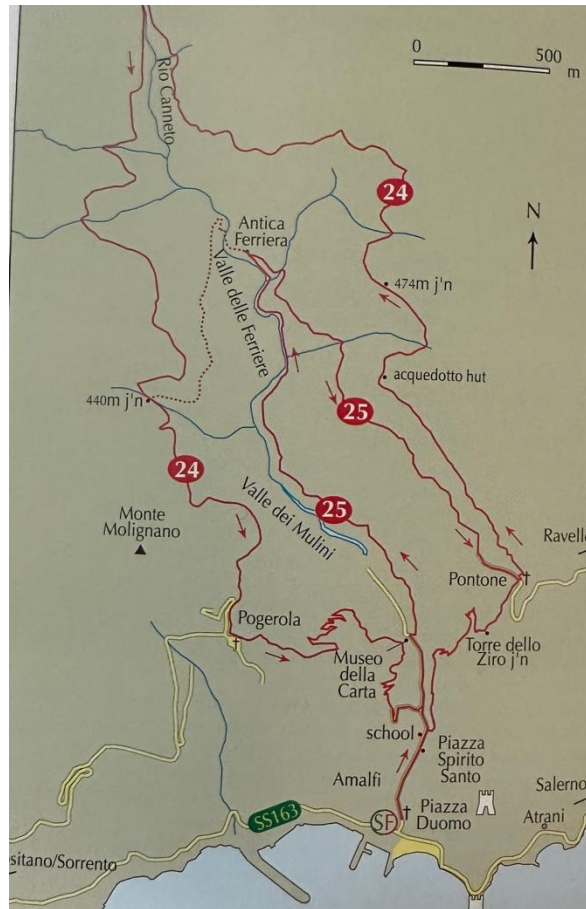 0 500
m
Rio Canneto
24
N
Antica
Ferriera
474m j'n
Valle delle Ferriere
acquedotto hut
440m j'n
25
24
25
Valle dei Mulini
Monte
Molignano
Ravello
Pontone
Pogerola
Torre dello
Ziro j'n
Museo
della
Carta
school
Piazza
Spirito
Santo
Amalfi
Salerno
SS163
SF
Piazza
Duomo
Atrani
ositano/Sorrento